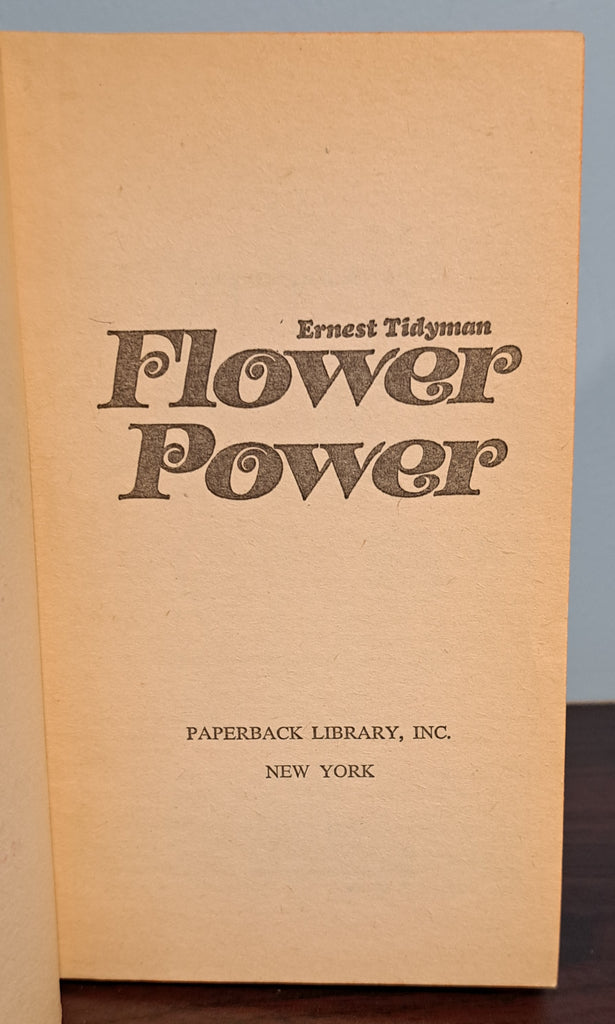 Ernest Tidyman
Flower
Power
PAPERBACK LIBRARY, INC.
NEW YORK